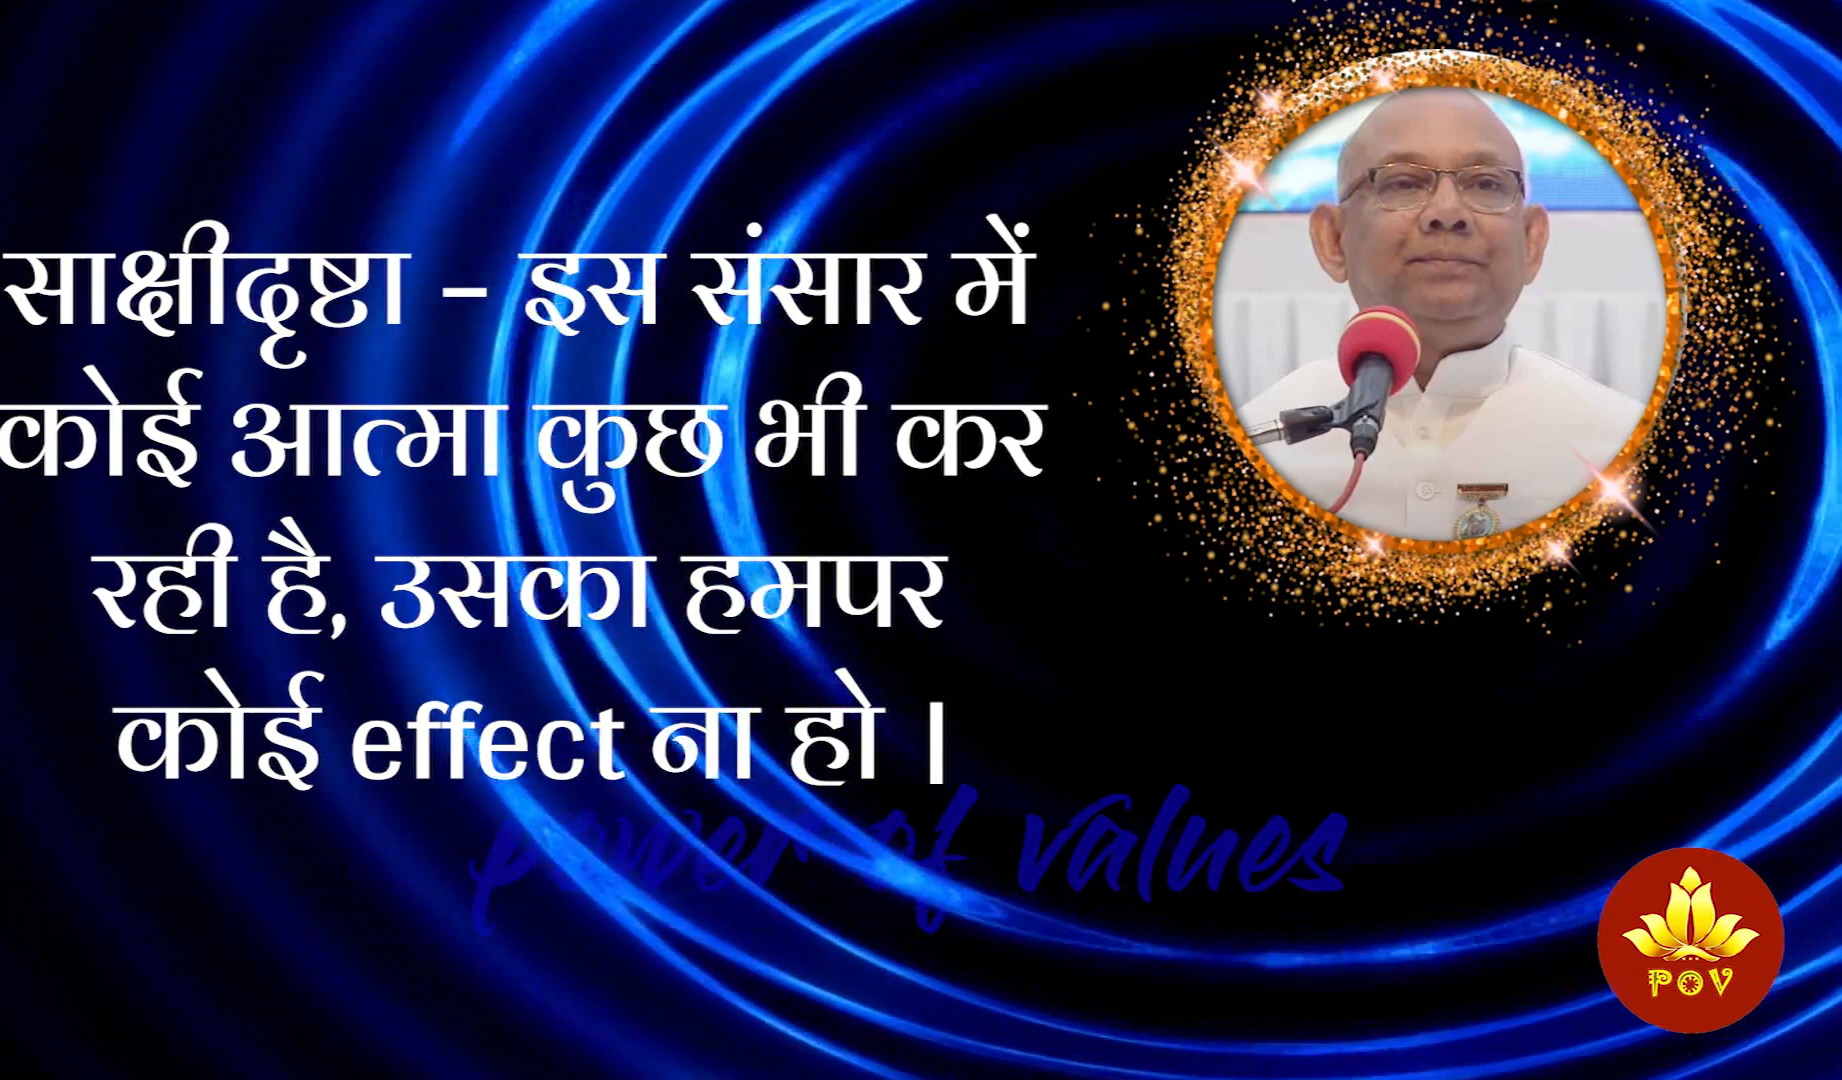 साक्षीदृष्टा - इस संसार में
कोई आत्मा कुछ भी कर
रही है, उसका हमपर
कोई effect ना हो ।
power of values
POV